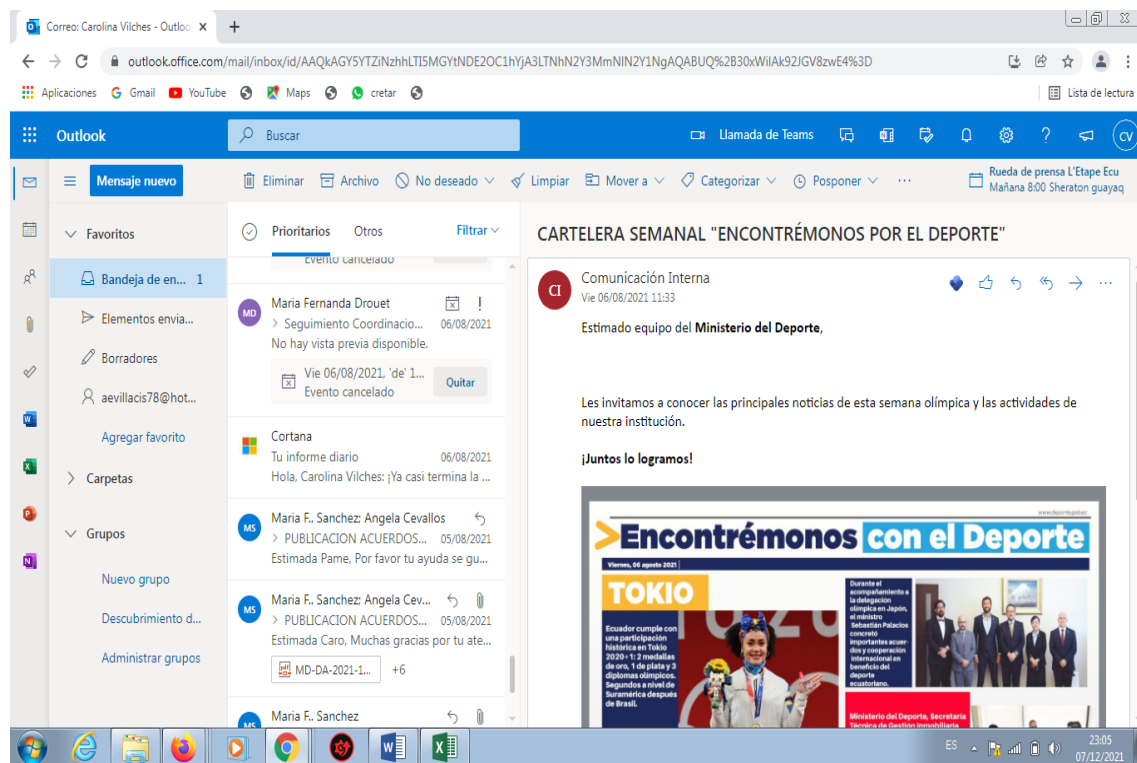 Correo: Carolina Vilches - Outloo
outlook.office.com/mail/inbox/id/AAQkAGY5YTZiNzhhLTI5MGYtNDE2OC1hYjA3LTNhN2Y3MmNIN2Y1NgAQABUQ%2B30xWilAk92JGV8zwE4%3D
Aplicaciones Gmail YouTube Maps cretar Lista de lectura
Outlook Buscar Llamada de Teams CV
Mensaje nuevo Eliminar Archivo No deseado Limpiar Mover a Categorizar Posponer ...
Rueda de prensa L'Etape Ecu
Mañana 8:00 Sheraton guayaq
Favoritos
Bandeja de en... 1
Elementos envia...
Borradores
aevillacis78@hot...
Agregar favorito
Carpetas
Grupos
Nuevo grupo
Descubrimiento d...
Administrar grupos
Prioritarios Otros Filtrar
Evento cancelado
MD
Maria Fernanda Drouet !
> Seguimiento Coordinacio... 06/08/2021
No hay vista previa disponible.
Vie 06/08/2021, 'de' 1...
Evento cancelado
Quitar
Cortana
Tu informe diario 06/08/2021
Hola, Carolina Vilches: ¡Ya casi termina la ...
MS
Maria F.. Sanchez; Angela Cevallos
> PUBLICACION ACUERDOS... 05/08/2021
Estimada Pame, Por favor tu ayuda se gu...
MS
Maria F.. Sanchez; Angela Cev...
> PUBLICACION ACUERDOS... 05/08/2021
Estimada Caro, Muchas gracias por tu ate...
MD-DA-2021-1... +6
MS
Maria F.. Sanchez
CARTELERA SEMANAL "ENCONTRÉMONOS POR EL DEPORTE"
CI
Comunicación Interna
Vie 06/08/2021 11:33
Estimado equipo del Ministerio del Deporte,
Les invitamos a conocer las principales noticias de esta semana olímpica y las actividades de
nuestra institución.
¡Juntos lo logramos!
>Encontrémonos con el Deporte
Viernes, 06 agosto 2021
TOKIO
Ecuador cumple con
una participación
histórica en Tokio
2020+1: 2 medallas
de oro, 1 de plata y 3
diplomas olímpicos.
Segundos a nivel de
Suramérica después
de Brasil.
Durante el
acompañamiento a
la delegación
olímpica en Japón,
el ministro
Sebastián Palacios
concretó
importantes acuer-
dos y cooperación
internacional en
beneficio del
deporte
ecuatoriano.
Ministerio del Deporte, Secretaría
Técnica de Gestión Inmobiliaria
ES 23:05
07/12/2021